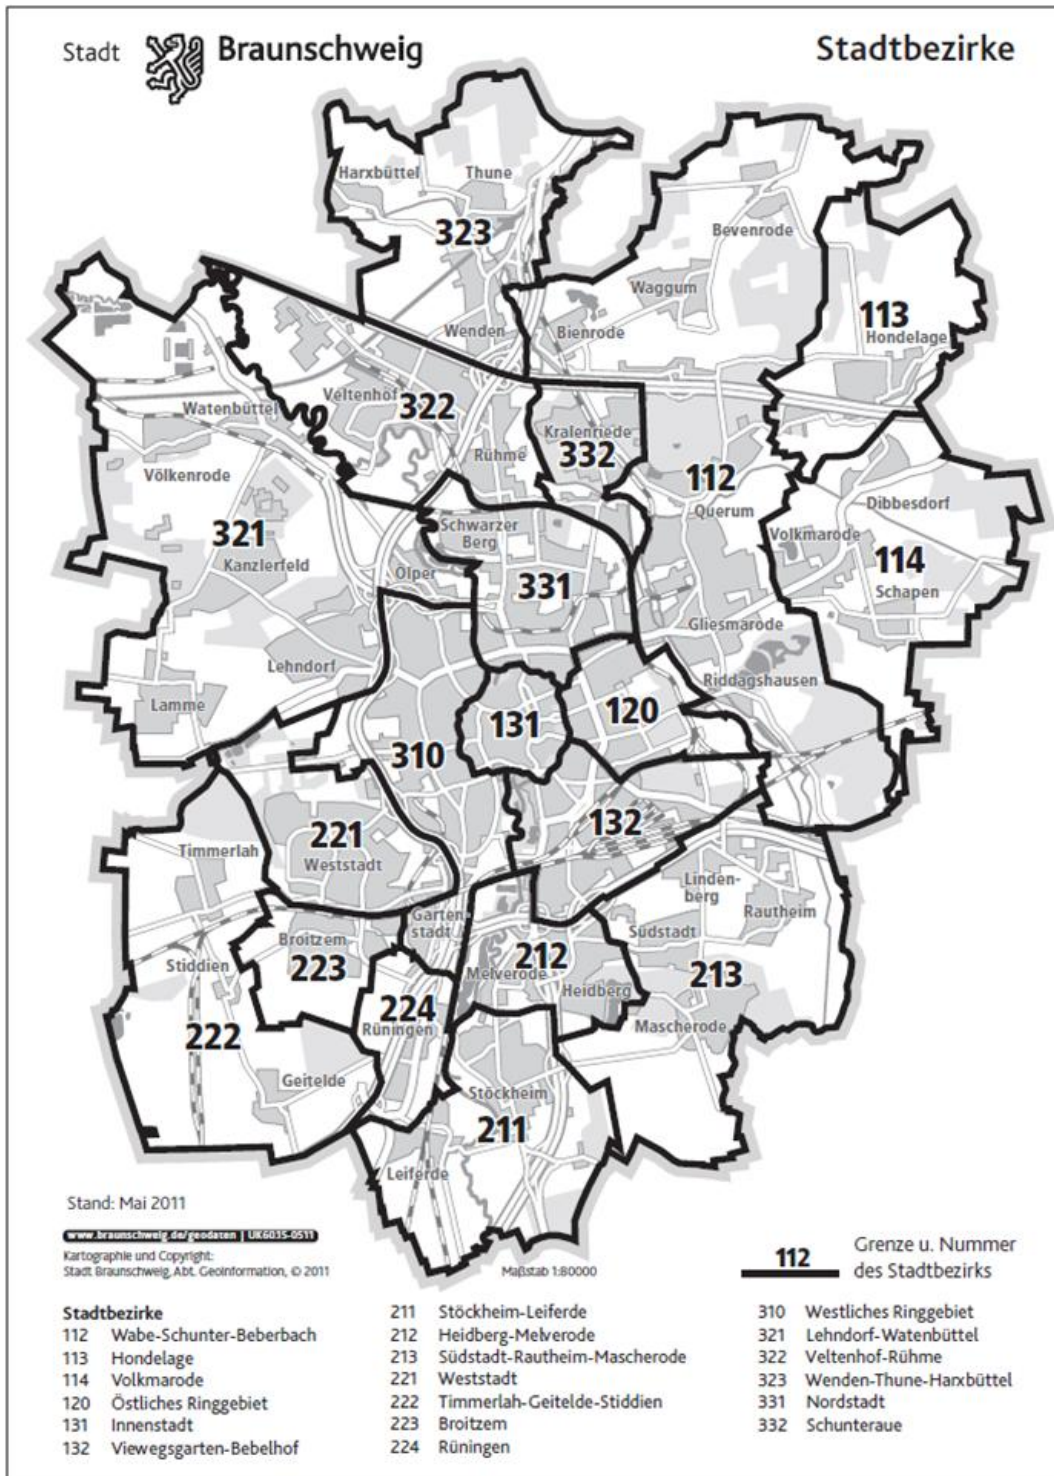 Stadt Braunschweig
Stadtbezirke
Harxbüttel
Thune
323
Bevenrode
Waggum
113
Hondelage
Wenden
Bienrode
Veltenhof
322
Watenbüttel
Kralenriede
332
Rühme
112
Völkenrode
Querum
Dibbesdorf
Schwarzer
Berg
Volkmarode
321
Kanzlerfeld
Ölper
331
114
Schapen
Gliesmarode
Lehndorf
Riddagshausen
Lamme
131
120
310
132
221
Weststadt
Timmerlah
Linden-
berg
Rautheim
Garten-
stadt
Südstadt
Broitzem
223
Stiddien
212
Melverode
Heidberg
213
224
Rüningen
Mascherode
222
Geitelde
Stöckheim
211
Leiferde
Stand: Mai 2011
www.braunschweig.de/geodaten | UK6035-0511
Kartographie und Copyright:
Stadt Braunschweig, Abt. Geoinformation, © 2011
Maßstab 1:80000
112
Grenze u. Nummer
des Stadtbezirks
Stadtbezirke
112 Wabe-Schunter-Beberbach
113 Hondelage
114 Volkmarode
120 Östliches Ringgebiet
131 Innenstadt
132 Viewegsgarten-Bebelhof
211 Stöckheim-Leiferde
212 Heidberg-Melverode
213 Südstadt-Rautheim-Mascherode
221 Weststadt
222 Timmerlah-Geitelde-Stiddien
223 Broitzem
224 Rüningen
310 Westliches Ringgebiet
321 Lehndorf-Watenbüttel
322 Veltenhof-Rühme
323 Wenden-Thune-Harxbüttel
331 Nordstadt
332 Schunteraue